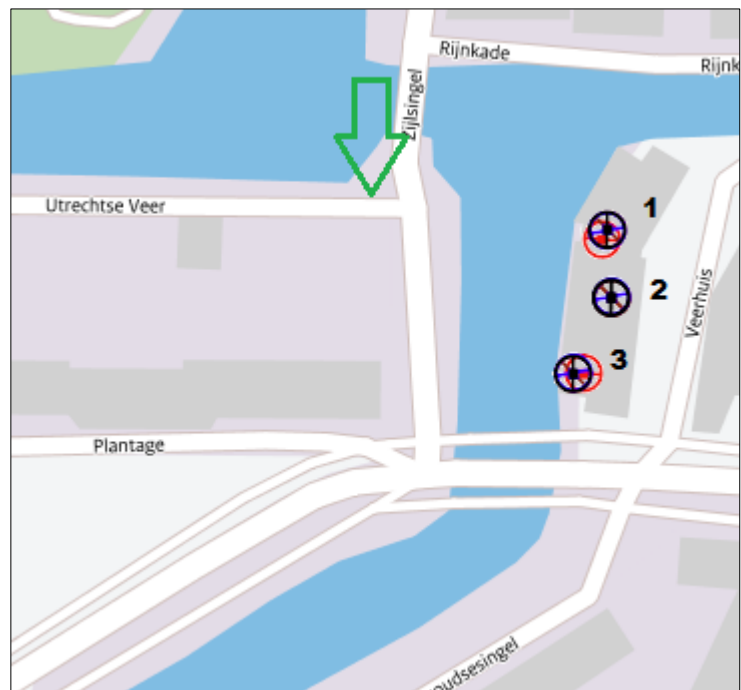 Rijnkade
Rijnk
Zijlsingel
Utrechtse Veer
1
2
Veerhuis
3
Plantage
oudsesingel